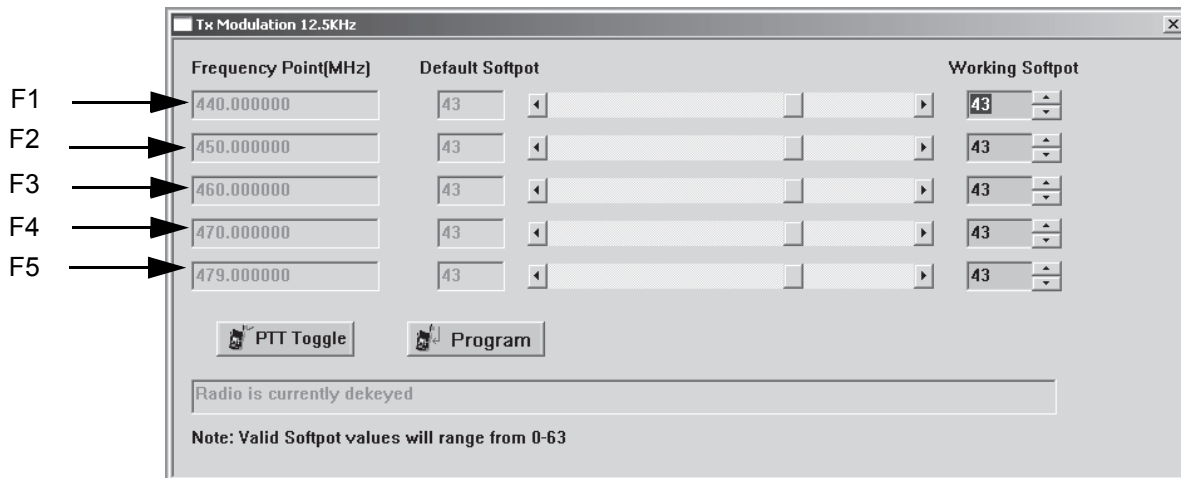 Tx Modulation 12.5KHz
Frequency Point(MHz) Default Softpot Working Softpot
F1 440.000000 43 43
F2 450.000000 43 43
F3 460.000000 43 43
F4 470.000000 43 43
F5 479.000000 43 43
PTT Toggle Program
Radio is currently dekeyed
Note: Valid Softpot values will range from 0-63